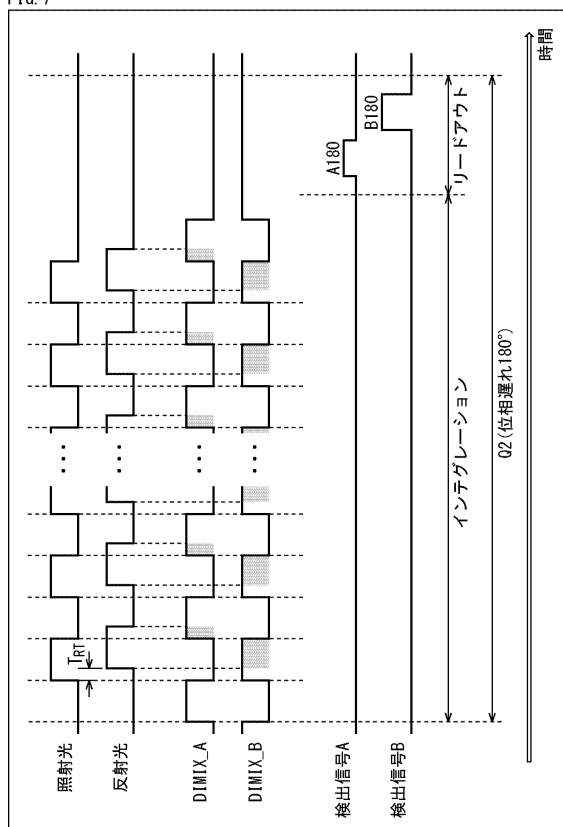 FIG. 7
照射光
TRT
反射光
DIMIX_A
DIMIX_B
検出信号A
A180
検出信号B
B180
インテグレーション
リードアウト
Q2(位相遅れ180°)
時間